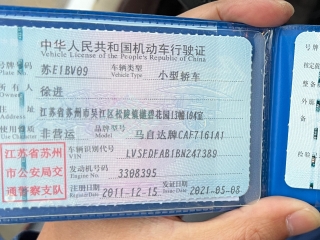 中华人民共和国机动车行驶证
Vehicle License of the People's Republic of China
号牌号码 苏E1BV09 车辆类型 小型轿车
Plate No. Vehicle Type
徐进
江苏省苏州市吴江区松陵镇
使用性质 非营运 品牌型号 马自达牌CAF7161A1
Use Character Model
江苏省苏州市公安局交通警察支队
车辆识别代号 LVSFDFAB1BN247389
VIN
发动机号码 3308395
Engine No.
注册日期 2011-12-15 发证日期 2021-05-08
Register Date Issue Date
号牌